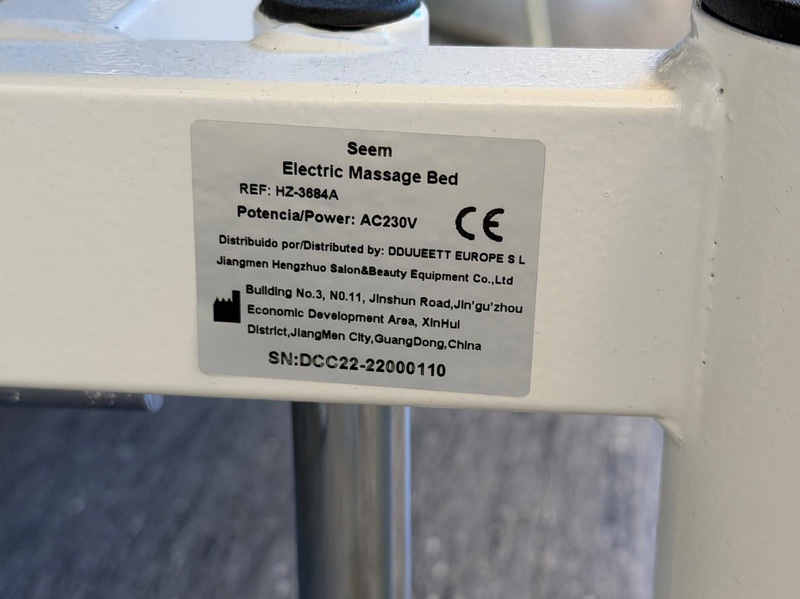 Seem
Electric Massage Bed
REF: HZ-3684A
Potencia/Power: AC230V CE
Distribuido por/Distributed by: DDUUEETT EUROPE S L
Jiangmen Hengzhuo Salon&Beauty Equipment Co.,Ltd
Building No.3, N0.11, Jinshun Road,Jin'gu'zhou
Economic Development Area, XinHui
District,JiangMen City,GuangDong,China
SN:DCC22-22000110